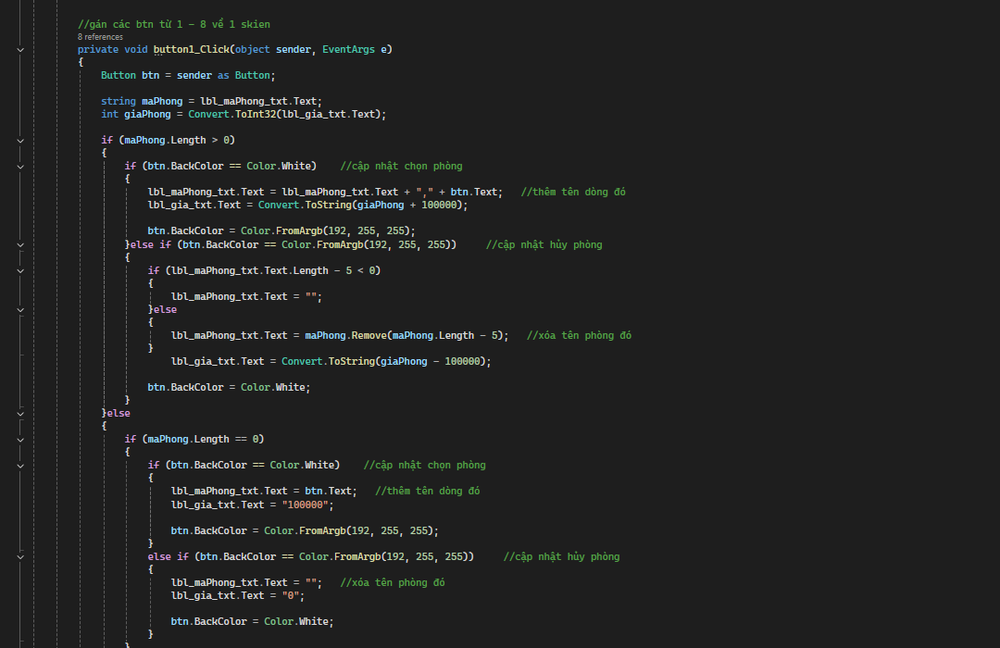 //gán các btn từ 1 - 8 về 1 skien
8 references
private void button1_Click(object sender, EventArgs e)
{
Button btn = sender as Button;
string maPhong = lbl_maPhong_txt.Text;
int giaPhong = Convert.ToInt32(lbl_gia_txt.Text);
if (maPhong.Length > 0)
{
if (btn.BackColor == Color.White) //cập nhật chọn phòng
{
lbl_maPhong_txt.Text = lbl_maPhong_txt.Text + "," + btn.Text; //thêm tên dòng đó
lbl_gia_txt.Text = Convert.ToString(giaPhong + 100000);
btn.BackColor = Color.FromArgb(192, 255, 255);
}else if (btn.BackColor == Color.FromArgb(192, 255, 255)) //cập nhật hủy phòng
{
if (lbl_maPhong_txt.Text.Length - 5 < 0)
{
lbl_maPhong_txt.Text = "";
}else
{
lbl_maPhong_txt.Text = maPhong.Remove(maPhong.Length - 5); //xóa tên phòng đó
}
lbl_gia_txt.Text = Convert.ToString(giaPhong - 100000);
btn.BackColor = Color.White;
}
}else
{
if (maPhong.Length == 0)
{
if (btn.BackColor == Color.White) //cập nhật chọn phòng
{
lbl_maPhong_txt.Text = btn.Text; //thêm tên dòng đó
lbl_gia_txt.Text = "100000";
btn.BackColor = Color.FromArgb(192, 255, 255);
}
else if (btn.BackColor == Color.FromArgb(192, 255, 255)) //cập nhật hủy phòng
{
lbl_maPhong_txt.Text = ""; //xóa tên phòng đó
lbl_gia_txt.Text = "0";
btn.BackColor = Color.White;
}
}